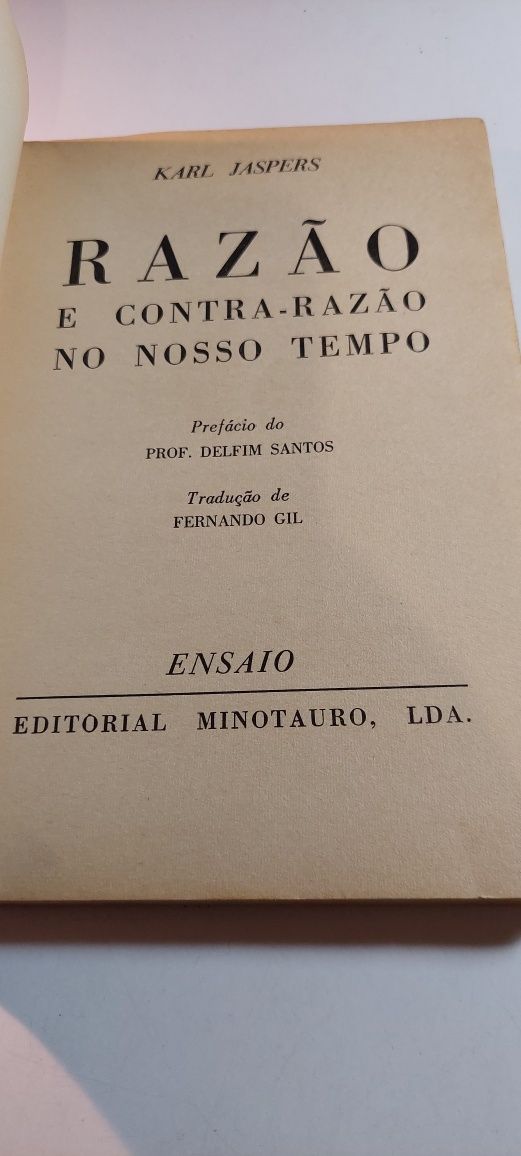 KARL JASPERS
RAZÃO
E CONTRA-RAZÃO
NO NOSSO TEMPO
Prefácio do
PROF. DELFIM SANTOS
Tradução de
FERNANDO GIL
ENSAIO
EDITORIAL MINOTAURO, LDA.